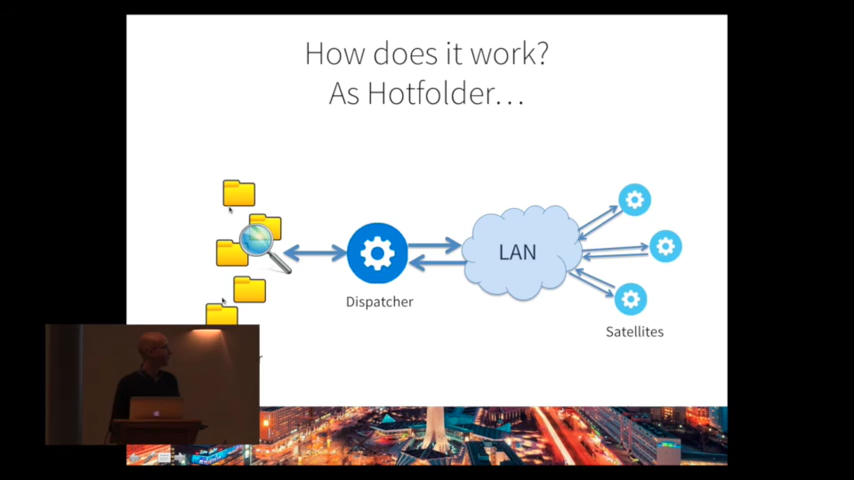 How does it work?
As Hotfolder...
LAN
Dispatcher
Satellites